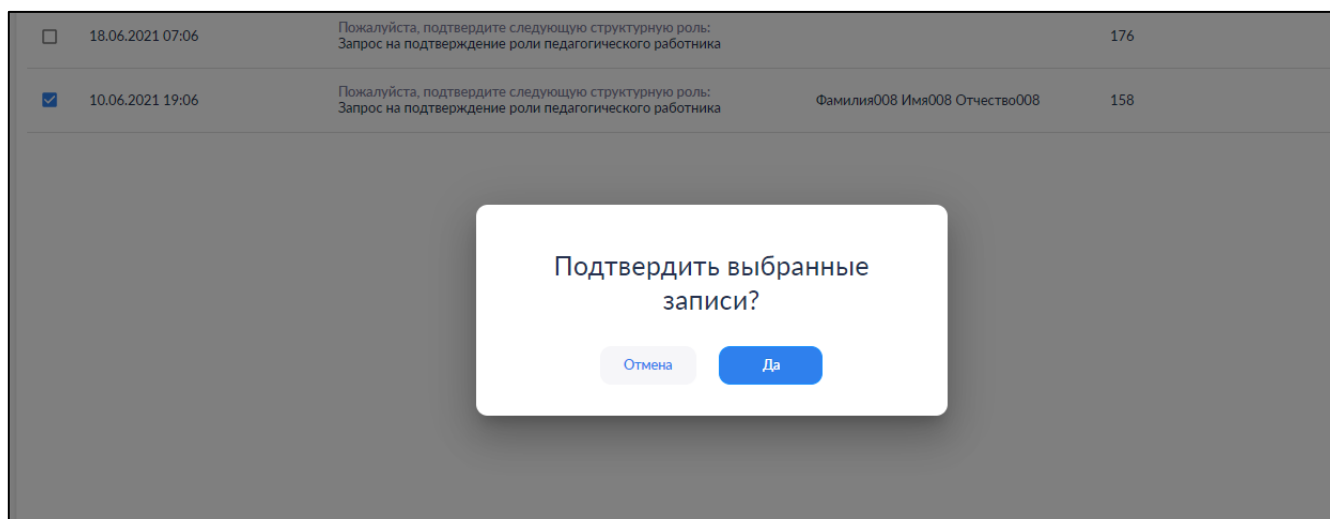 18.06.2021 07:06
Пожалуйста, подтвердите следующую структурную роль:
Запрос на подтверждение роли педагогического работника
176
10.06.2021 19:06
Пожалуйста, подтвердите следующую структурную роль:
Запрос на подтверждение роли педагогического работника
Фамилия008 Имя008 Отчество008
158
Подтвердить выбранные
записи?
Отмена
Да